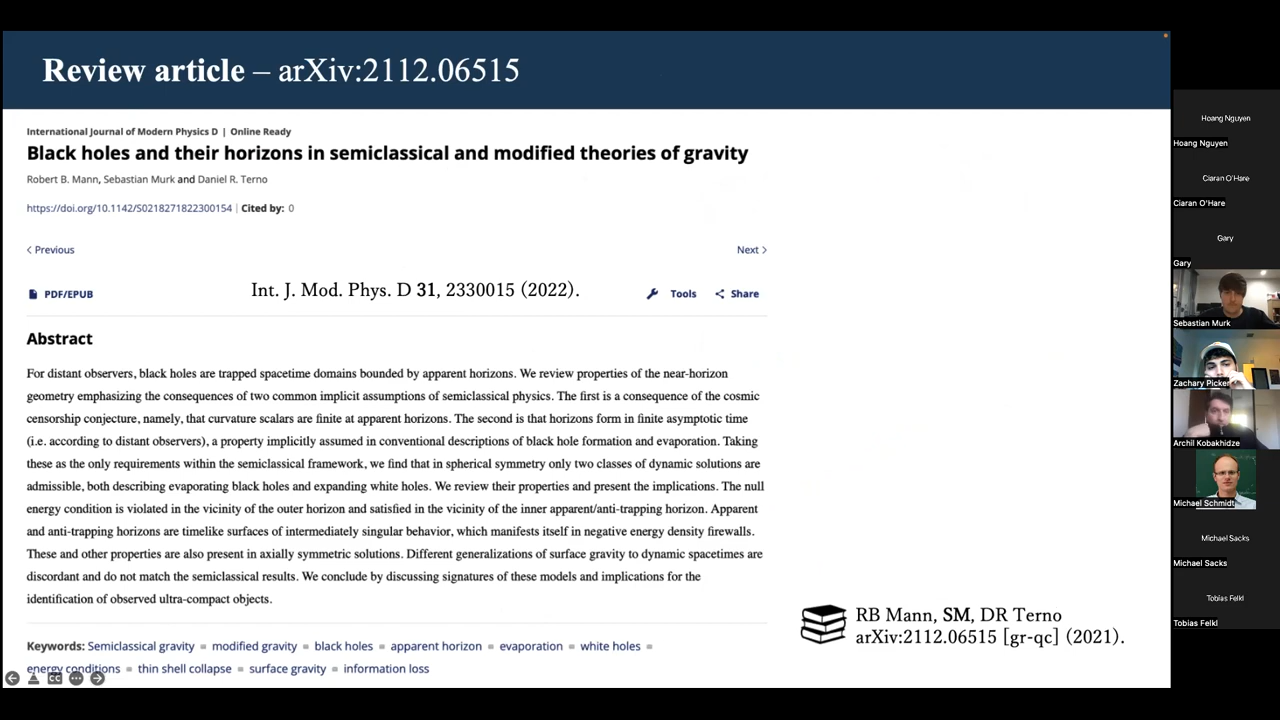 Review article – arXiv:2112.06515
International Journal of Modern Physics D | Online Ready
Black holes and their horizons in semiclassical and modified theories of gravity
Robert B. Mann, Sebastian Murk and Daniel R. Terno
https://doi.org/10.1142/S0218271822300154 | Cited by: 0
< Previous
Next >
PDF/EPUB
Int. J. Mod. Phys. D 31, 2330015 (2022).
Tools
Share
Abstract
For distant observers, black holes are trapped spacetime domains bounded by apparent horizons. We review properties of the near-horizon
geometry emphasizing the consequences of two common implicit assumptions of semiclassical physics. The first is a consequence of the cosmic
censorship conjecture, namely, that curvature scalars are finite at apparent horizons. The second is that horizons form in finite asymptotic time
(i.e. according to distant observers), a property implicitly assumed in conventional descriptions of black hole formation and evaporation. Taking
these as the only requirements within the semiclassical framework, we find that in spherical symmetry only two classes of dynamic solutions are
admissible, both describing evaporating black holes and expanding white holes. We review their properties and present the implications. The null
energy condition is violated in the vicinity of the outer horizon and satisfied in the vicinity of the inner apparent/anti-trapping horizon. Apparent
and anti-trapping horizons are timelike surfaces of intermediately singular behavior, which manifests itself in negative energy density firewalls.
These and other properties are also present in axially symmetric solutions. Different generalizations of surface gravity to dynamic spacetimes are
discordant and do not match the semiclassical results. We conclude by discussing signatures of these models and implications for the
identification of observed ultra-compact objects.
Keywords: Semiclassical gravity modified gravity black holes apparent horizon evaporation white holes
energy conditions thin shell collapse surface gravity information loss
CC
RB Mann, SM, DR Terno
arXiv:2112.06515 [gr-qc] (2021).
Hoang Nguyen
Hoang Nguyen
Ciaran O'Hare
Ciaran O'Hare
Gary
Gary
Sebastian Murk
Zachary Picker
Archil Kobakhidze
Michael Schmidt
Michael Sacks
Michael Sacks
Tobias Felkl
Tobias Felkl